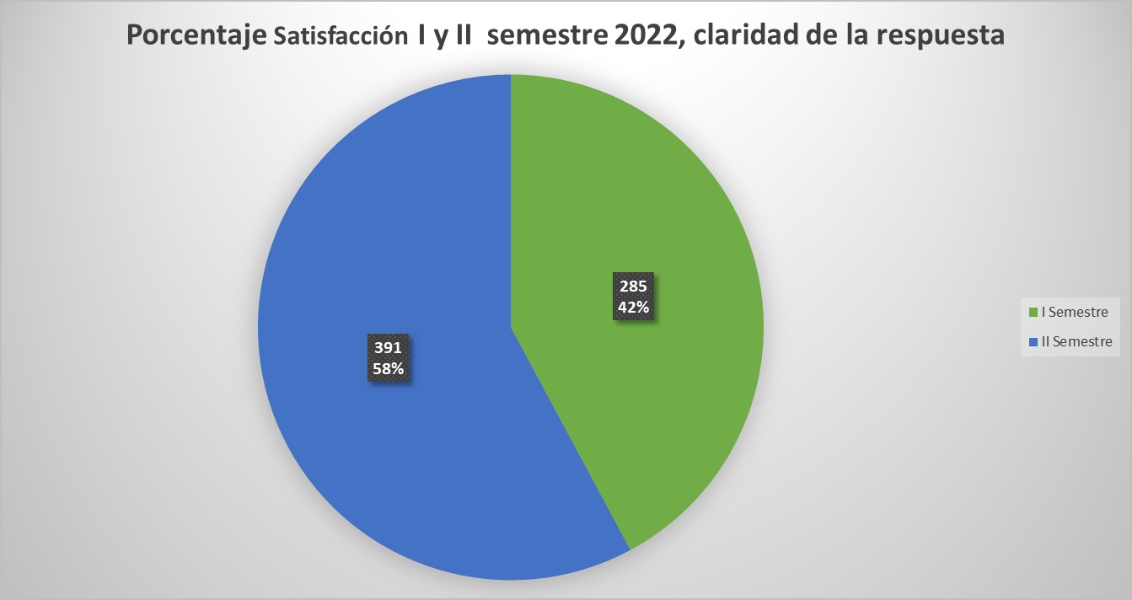 Porcentaje Satisfacción I y II semestre 2022, claridad de la respuesta
285
42%
391
58%
I Semestre
II Semestre